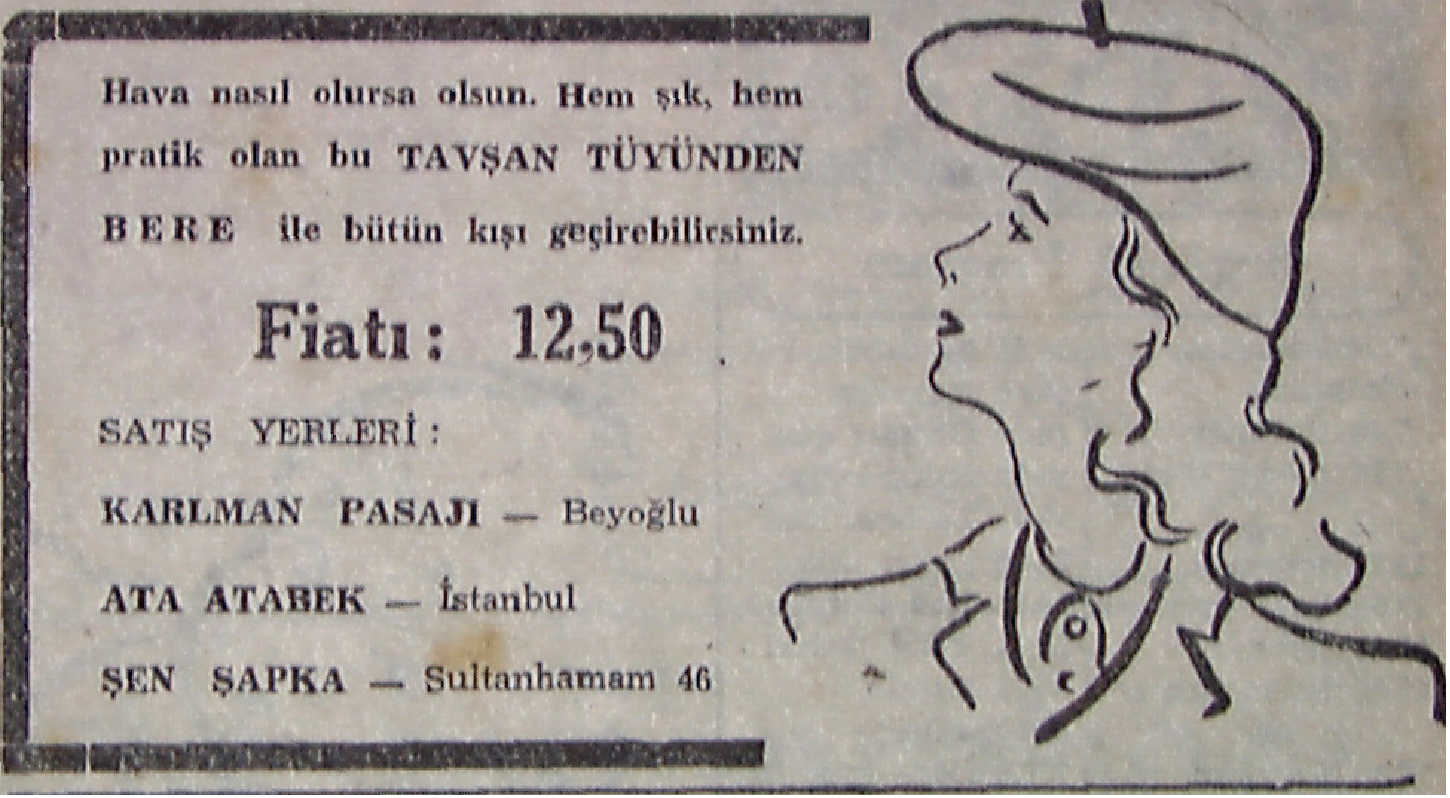 Hava nasıl olursa olsun. Hem şık, hem
pratik olan bu TAVŞAN TÜYÜNDEN
BERE ile bütün kışı geçirebilirsiniz.
Fiatı: 12,50
SATIŞ YERLERİ:
KARLMAN PASAJI — Beyoğlu
ATA ATABEK — İstanbul
ŞEN ŞAPKA — Sultanhamam 46